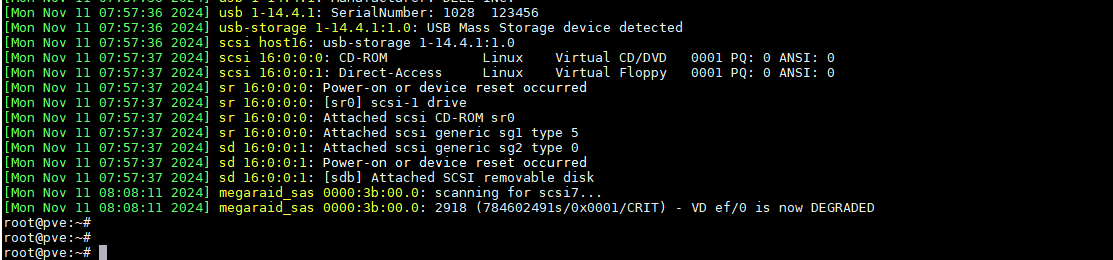 [Mon Nov 11 07:57:36 2024] usb 1-14.4.1: Manufacturer: DELL INC.
[Mon Nov 11 07:57:36 2024] usb 1-14.4.1: SerialNumber: 1028  123456
[Mon Nov 11 07:57:36 2024] usb-storage 1-14.4.1:1.0: USB Mass Storage device detected
[Mon Nov 11 07:57:36 2024] scsi host16: usb-storage 1-14.4.1:1.0
[Mon Nov 11 07:57:37 2024] scsi 16:0:0:0: CD-ROM            Linux    Virtual CD/DVD   0001 PQ: 0 ANSI: 0
[Mon Nov 11 07:57:37 2024] scsi 16:0:0:1: Direct-Access     Linux    Virtual Floppy   0001 PQ: 0 ANSI: 0
[Mon Nov 11 07:57:37 2024] sr 16:0:0:0: Power-on or device reset occurred
[Mon Nov 11 07:57:37 2024] sr 16:0:0:0: [sr0] scsi-1 drive
[Mon Nov 11 07:57:37 2024] sr 16:0:0:0: Attached scsi CD-ROM sr0
[Mon Nov 11 07:57:37 2024] sr 16:0:0:0: Attached scsi generic sg1 type 5
[Mon Nov 11 07:57:37 2024] sd 16:0:0:1: Attached scsi generic sg2 type 0
[Mon Nov 11 07:57:37 2024] sd 16:0:0:1: Power-on or device reset occurred
[Mon Nov 11 07:57:37 2024] sd 16:0:0:1: [sdb] Attached SCSI removable disk
[Mon Nov 11 08:08:11 2024] megaraid_sas 0000:3b:00.0: scanning for scsi7...
[Mon Nov 11 08:08:11 2024] megaraid_sas 0000:3b:00.0: 2918 (784602491s/0x0001/CRIT) - VD ef/0 is now DEGRADED
root@pve:~#
root@pve:~#
root@pve:~#